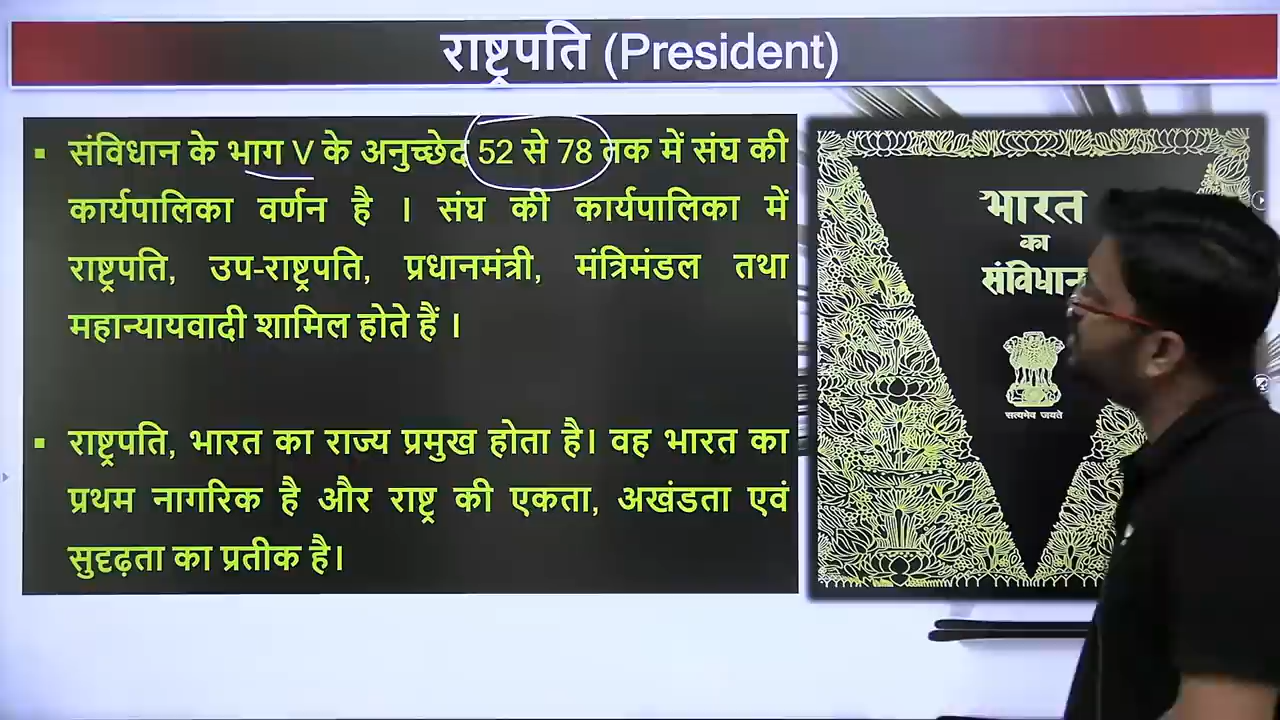 राष्ट्रपति (President)
▪ संविधान के भाग V के अनुच्छेद 52 से 78 तक में संघ की
कार्यपालिका वर्णन है । संघ की कार्यपालिका में
राष्ट्रपति, उप-राष्ट्रपति, प्रधानमंत्री, मंत्रिमंडल तथा
महान्यायवादी शामिल होते हैं ।
▪ राष्ट्रपति, भारत का राज्य प्रमुख होता है। वह भारत का
प्रथम नागरिक है और राष्ट्र की एकता, अखंडता एवं
सुदृढ़ता का प्रतीक है।
भारत
का
संविधान
सत्यमेव जयते